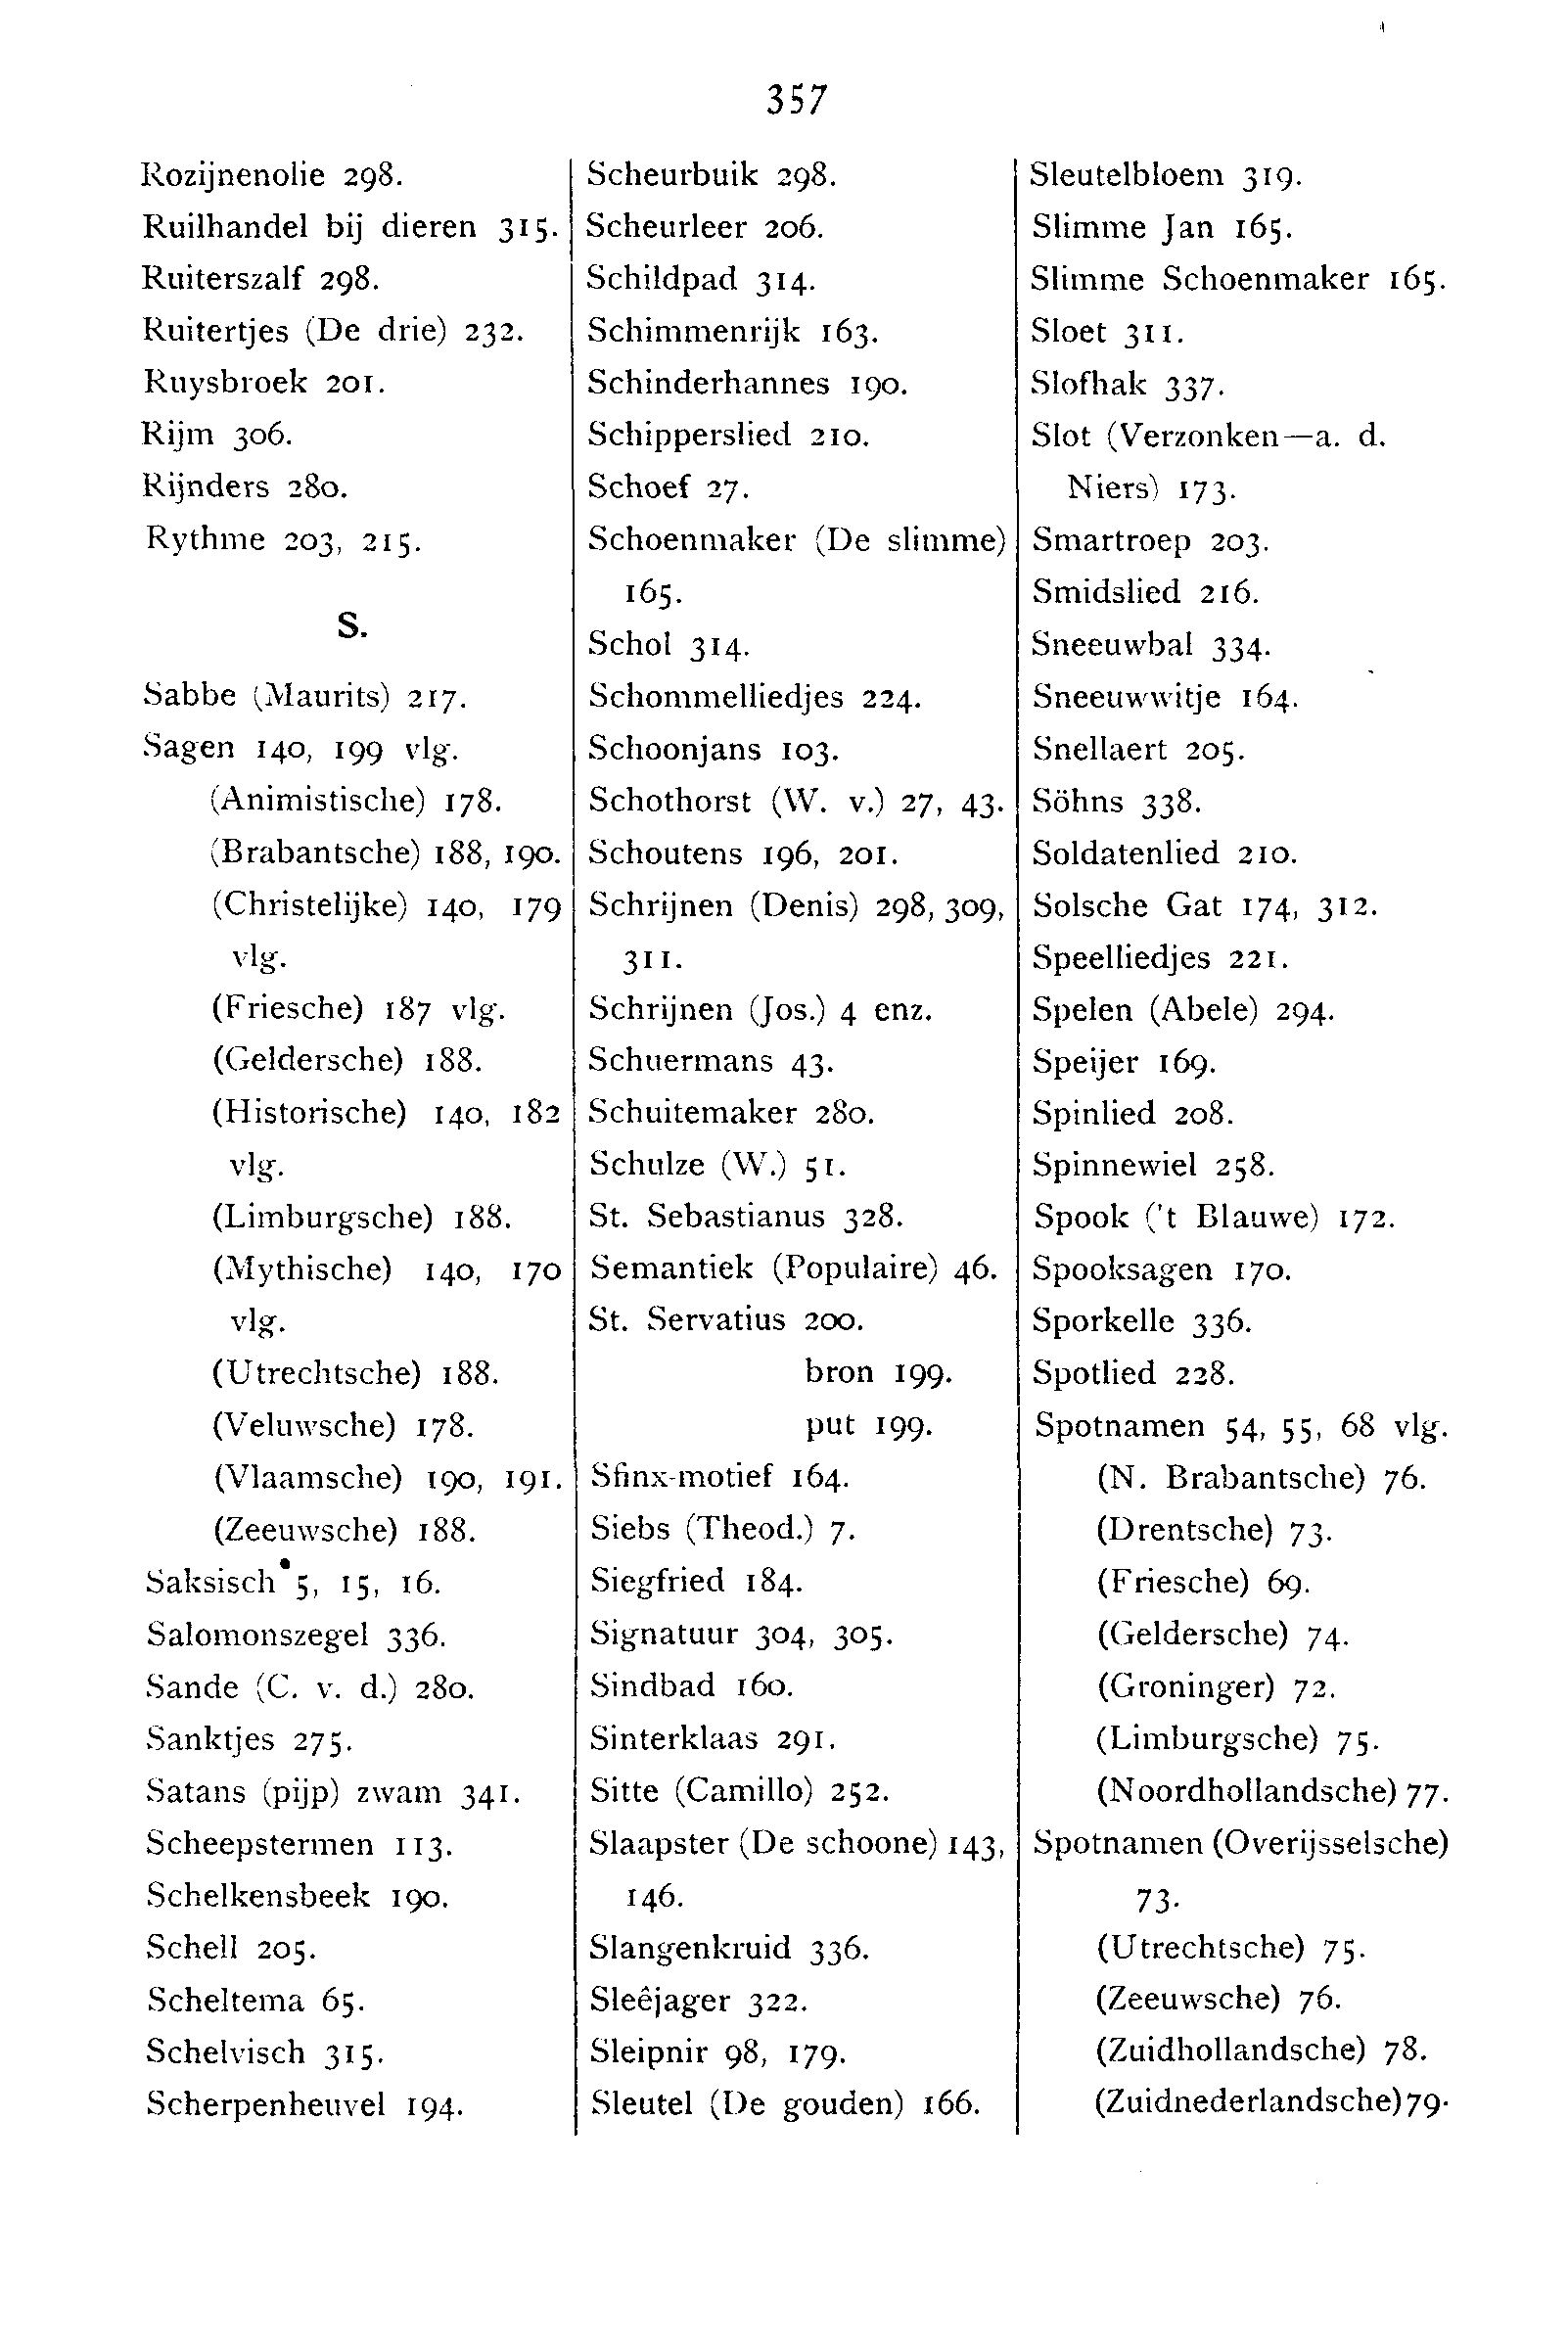 357
Rozijnenolie 298.
Ruilhandel bij dieren 315.
Ruiterszalf 298.
Ruitertjes (De drie) 232.
Ruysbroek 201.
Rijm 306.
Rijnders 280.
Rythme 203, 215.
S.
Sabbe (Maurits) 217.
Sagen 140, 199 vlg.
(Animistische) 178.
(Brabantsche) 188, 190.
(Christelijke) 140, 179
vlg.
(Friesche) 187 vlg.
(Geldersche) 188.
(Historische) 140, 182
vlg.
(Limburgsche) 188.
(Mythische) 140, 170
vlg.
(Utrechtsche) 188.
(Veluwsche) 178.
(Vlaamsche) 190, 191.
(Zeeuwsche) 188.
Saksisch 5, 15, 16.
Salomonszegel 336.
Sande (C. v. d.) 280.
Sanktjes 275.
Satans (pijp) zwam 341.
Scheepstermen 113.
Schelkensbeek 190.
Schell 205.
Scheltema 65.
Schelvisch 315.
Scherpenheuvel 194.
Scheurbuik 298.
Scheurleer 206.
Schildpad 314.
Schimmenrijk 163.
Schinderhannes 190.
Schipperslied 210.
Schoef 27.
Schoenmaker (De slimme)
165.
Schol 314.
Schommelliedjes 224.
Schoonjans 103.
Schothorst (W. v.) 27, 43.
Schoutens 196, 201.
Schrijnen (Denis) 298, 309,
311.
Schrijnen (Jos.) 4 enz.
Schuermans 43.
Schuitemaker 280.
Schulze (W.) 51.
St. Sebastianus 328.
Semantiek (Populaire) 46.
St. Servatius 200.
bron 199.
put 199.
Sfinx-motief 164.
Siebs (Theod.) 7.
Siegfried 184.
Signatuur 304, 305.
Sindbad 160.
Sinterklaas 291.
Sitte (Camillo) 252.
Slaapster (De schoone) 143,
146.
Slangenkruid 336.
Sleêjager 322.
Sleipnir 98, 179.
Sleutel (De gouden) 166.
Sleutelbloem 319.
Slimme Jan 165.
Slimme Schoenmaker 165.
Sloet 311.
Slofhak 337.
Slot (Verzonken—a. d.
Niers) 173.
Smartroep 203.
Smidslied 216.
Sneeuwbal 334.
Sneeuwwitje 164.
Snellaert 205.
Söhns 338.
Soldatenlied 210.
Solsche Gat 174, 312.
Speelliedjes 221.
Spelen (Abele) 294.
Speijer 169.
Spinlied 208.
Spinnewiel 258.
Spook ('t Blauwe) 172.
Spooksagen 170.
Sporkelle 336.
Spotlied 228.
Spotnamen 54, 55, 68 vlg.
(N. Brabantsche) 76.
(Drentsche) 73.
(Friesche) 69.
(Geldersche) 74.
(Groninger) 72.
(Limburgsche) 75.
(Noordhollandsche) 77.
Spotnamen (Overijsselsche)
73.
(Utrechtsche) 75.
(Zeeuwsche) 76.
(Zuidhollandsche) 78.
(Zuidnederlandsche) 79.